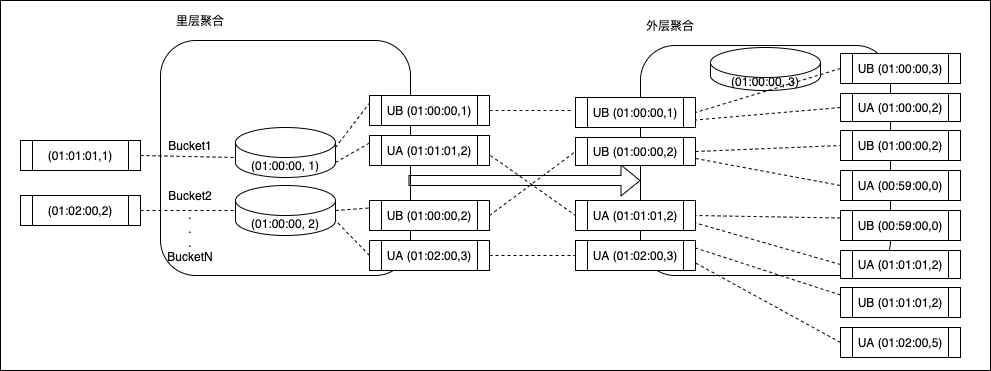 里层聚合
外层聚合
(01:01:01,1)
(01:02:00,2)
Bucket1
Bucket2
.
.
.
BucketN
(01:00:00, 1)
(01:00:00, 2)
UB (01:00:00,1)
UA (01:01:01,2)
UB (01:00:00,2)
UA (01:02:00,3)
UB (01:00:00,1)
UB (01:00:00,2)
UA (01:01:01,2)
UA (01:02:00,3)
(01:00:00, 3)
UB (01:00:00,3)
UA (01:00:00,2)
UB (01:00:00,2)
UA (00:59:00,0)
UB (00:59:00,0)
UA (01:01:01,2)
UB (01:01:01,2)
UA (01:02:00,5)